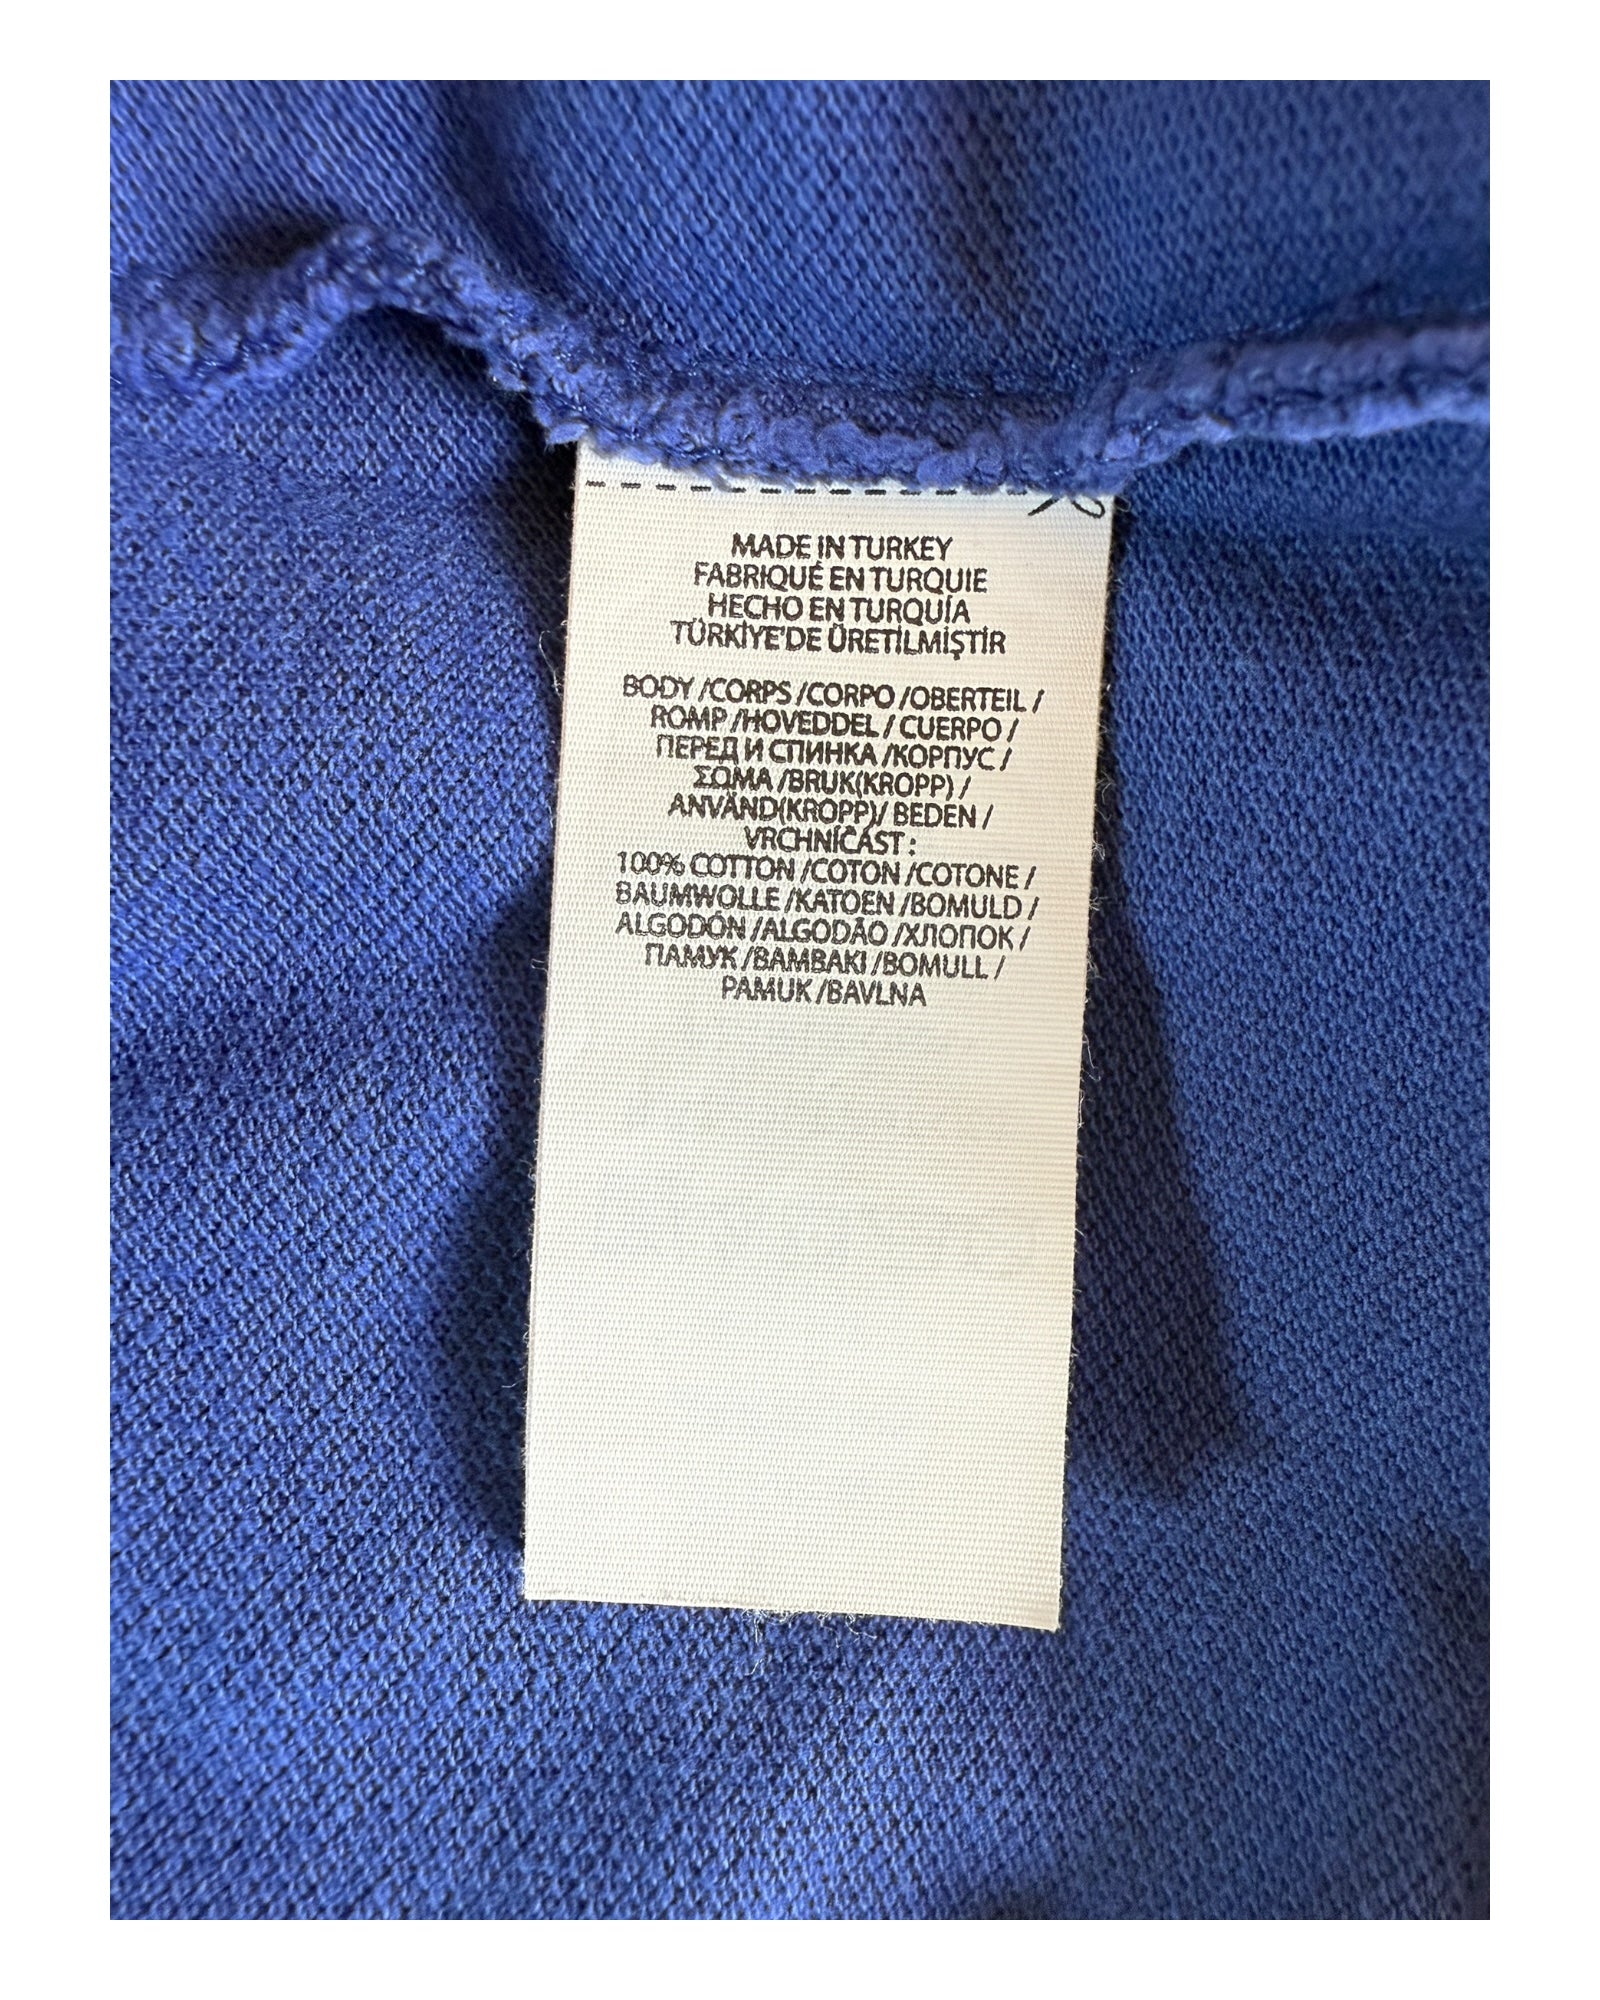 MADE IN TURKEY
FABRIQUÉ EN TURQUIE
HECHO EN TURQUÍA
TÜRKİYE'DE ÜRETİLMİŞTİR
BODY /CORPS /CORPO /OBERTEIL /
ROMP /HOVEDDEL / CUERPO /
ПЕРЕД И СПИНКА /КОРПУС /
ΣΩΜΑ /BRUK(KROPP) /
ANVÄND(KROPP)/ BEDEN /
VRCHNÍČÁST :
100% COTTON /COTON /COTONE /
BAUMWOLLE /KATOEN /BOMULD /
ALGODÓN /ALGODÃO /ХЛОПОК /
ПАМУК /BAMBAKI /BOMULL /
PAMUK /BAVLNA